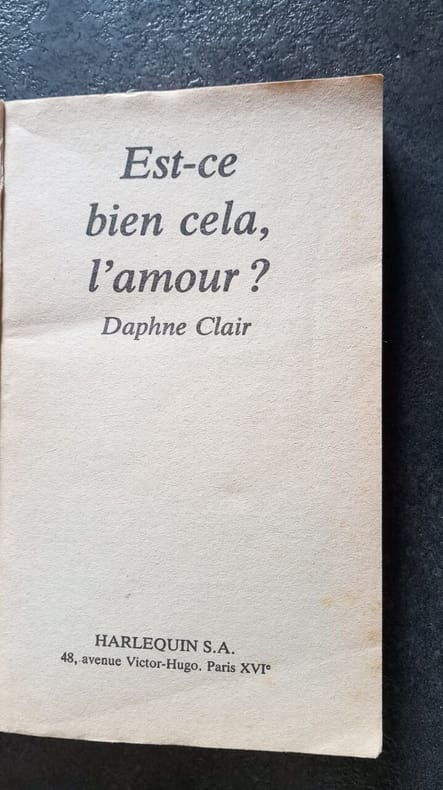 Est-ce
bien cela,
l'amour ?
Daphne Clair
HARLEQUIN S.A.
48, avenue Victor-Hugo. Paris XVIᵉ